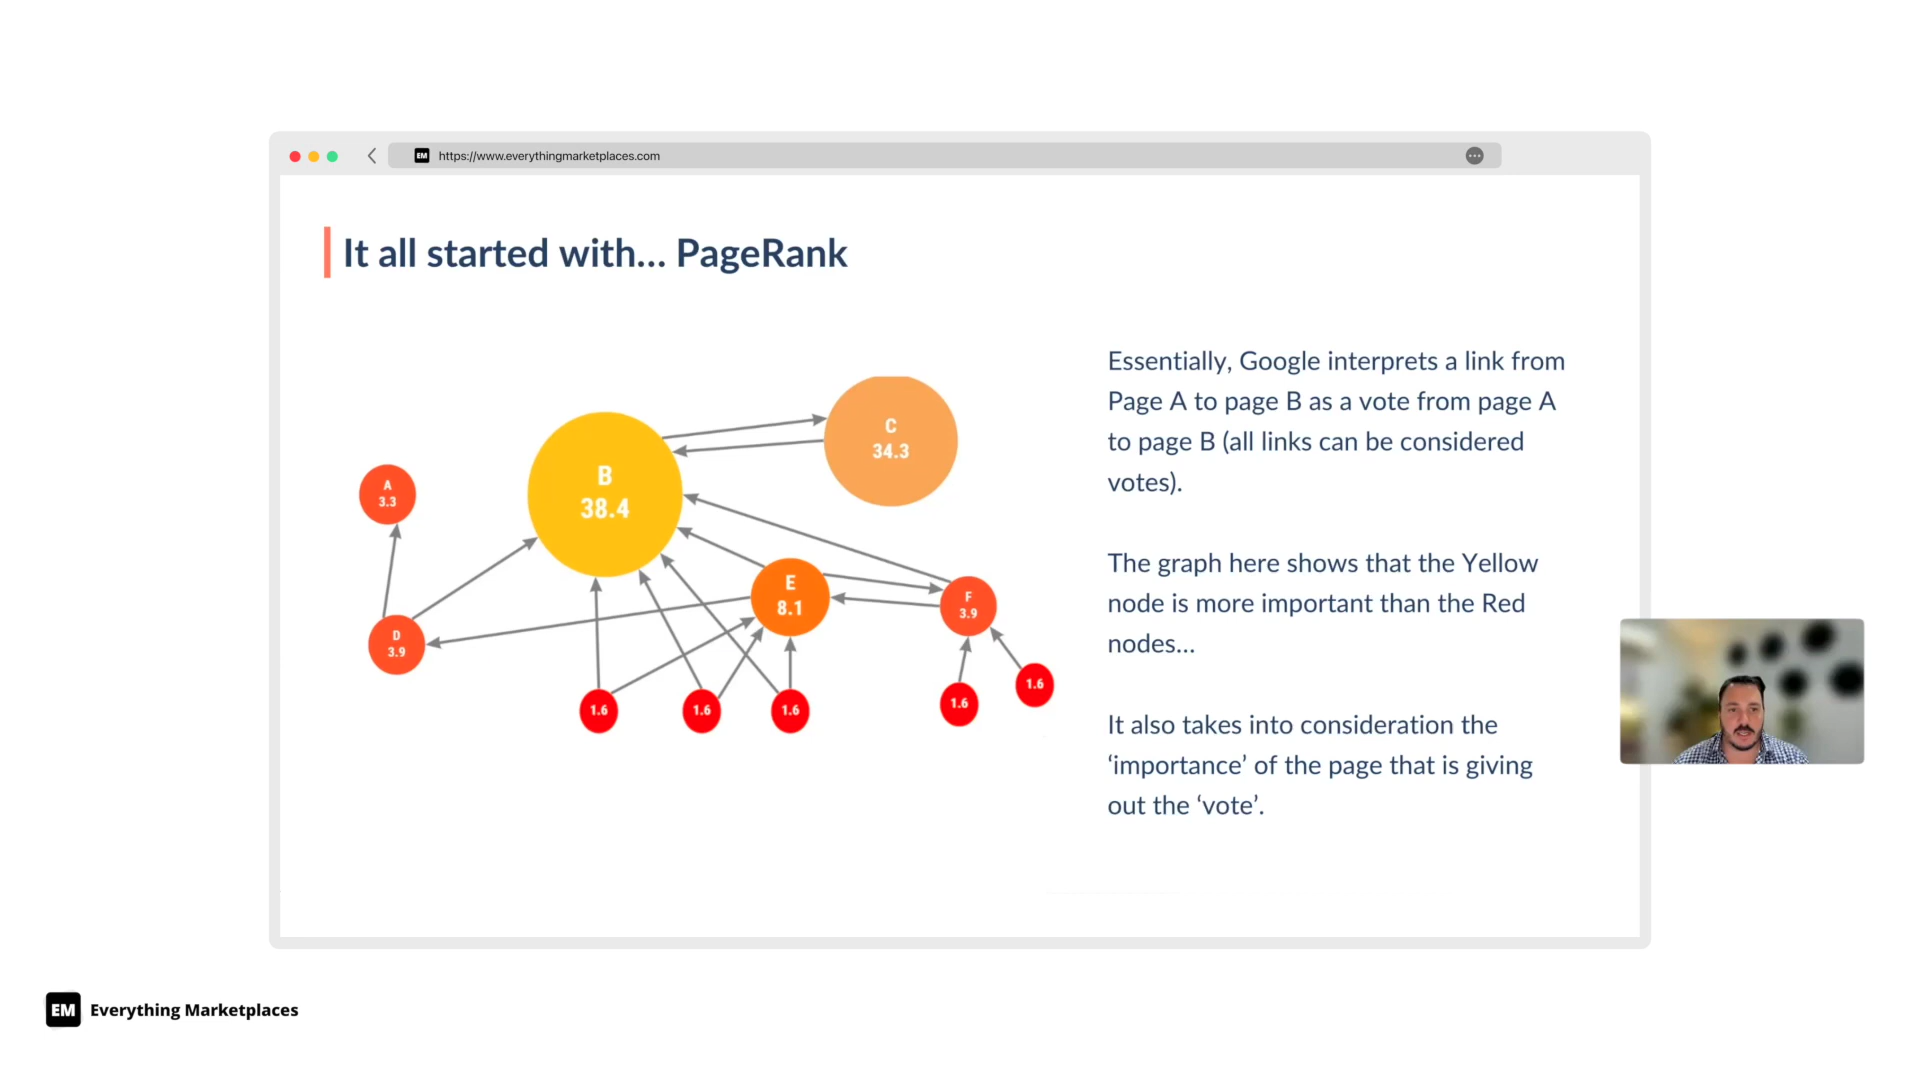 EM https://www.everythingmarketplaces.com
It all started with... PageRank
Essentially, Google interprets a link from
Page A to page B as a vote from page A
to page B (all links can be considered
votes).
The graph here shows that the Yellow
node is more important than the Red
nodes...
It also takes into consideration the
‘importance’ of the page that is giving
out the ‘vote’.
C
34.3
B
38.4
A
3.3
E
8.1
F
3.9
D
3.9
1.6
1.6
1.6
1.6
1.6
EM Everything Marketplaces